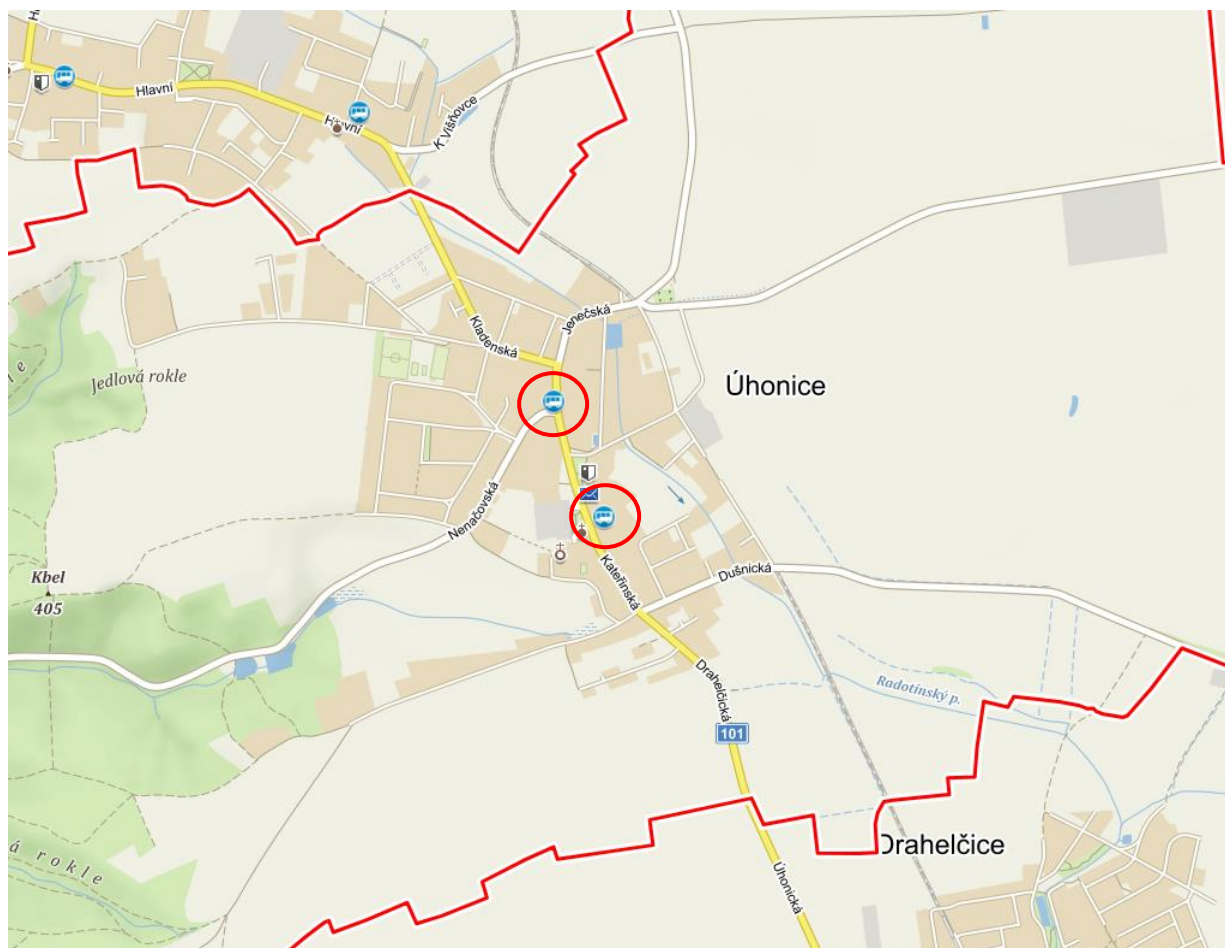 Hlavní
Hlavní
K Višňovce
Jenečská
Kladenská
Jedlová rokle
Úhonice
Nenačovská
Kbel
405
Kateřinská
Dušnická
Drahelčická
Radotínský p.
101
Drahelčice
Úhonická
rokle